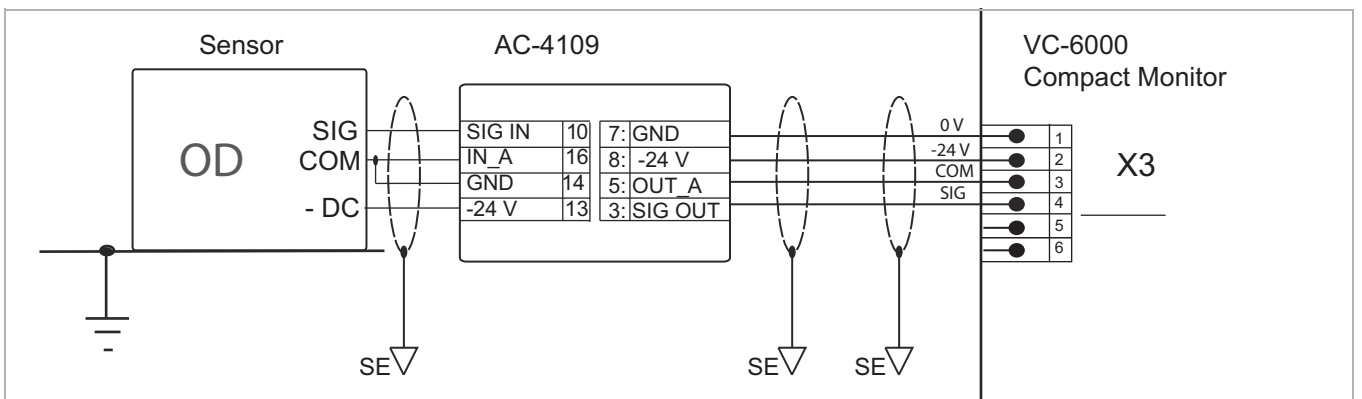 Sensor
AC-4109
VC-6000
Compact Monitor
OD
SIG
COM
- DC
SIG IN 10
IN_A 16
GND 14
-24 V 13
7: GND
8: -24 V
5: OUT_A
3: SIG OUT
0 V
-24 V
COM
SIG
1
2
3
4
5
6
X3
SE
SE
SE